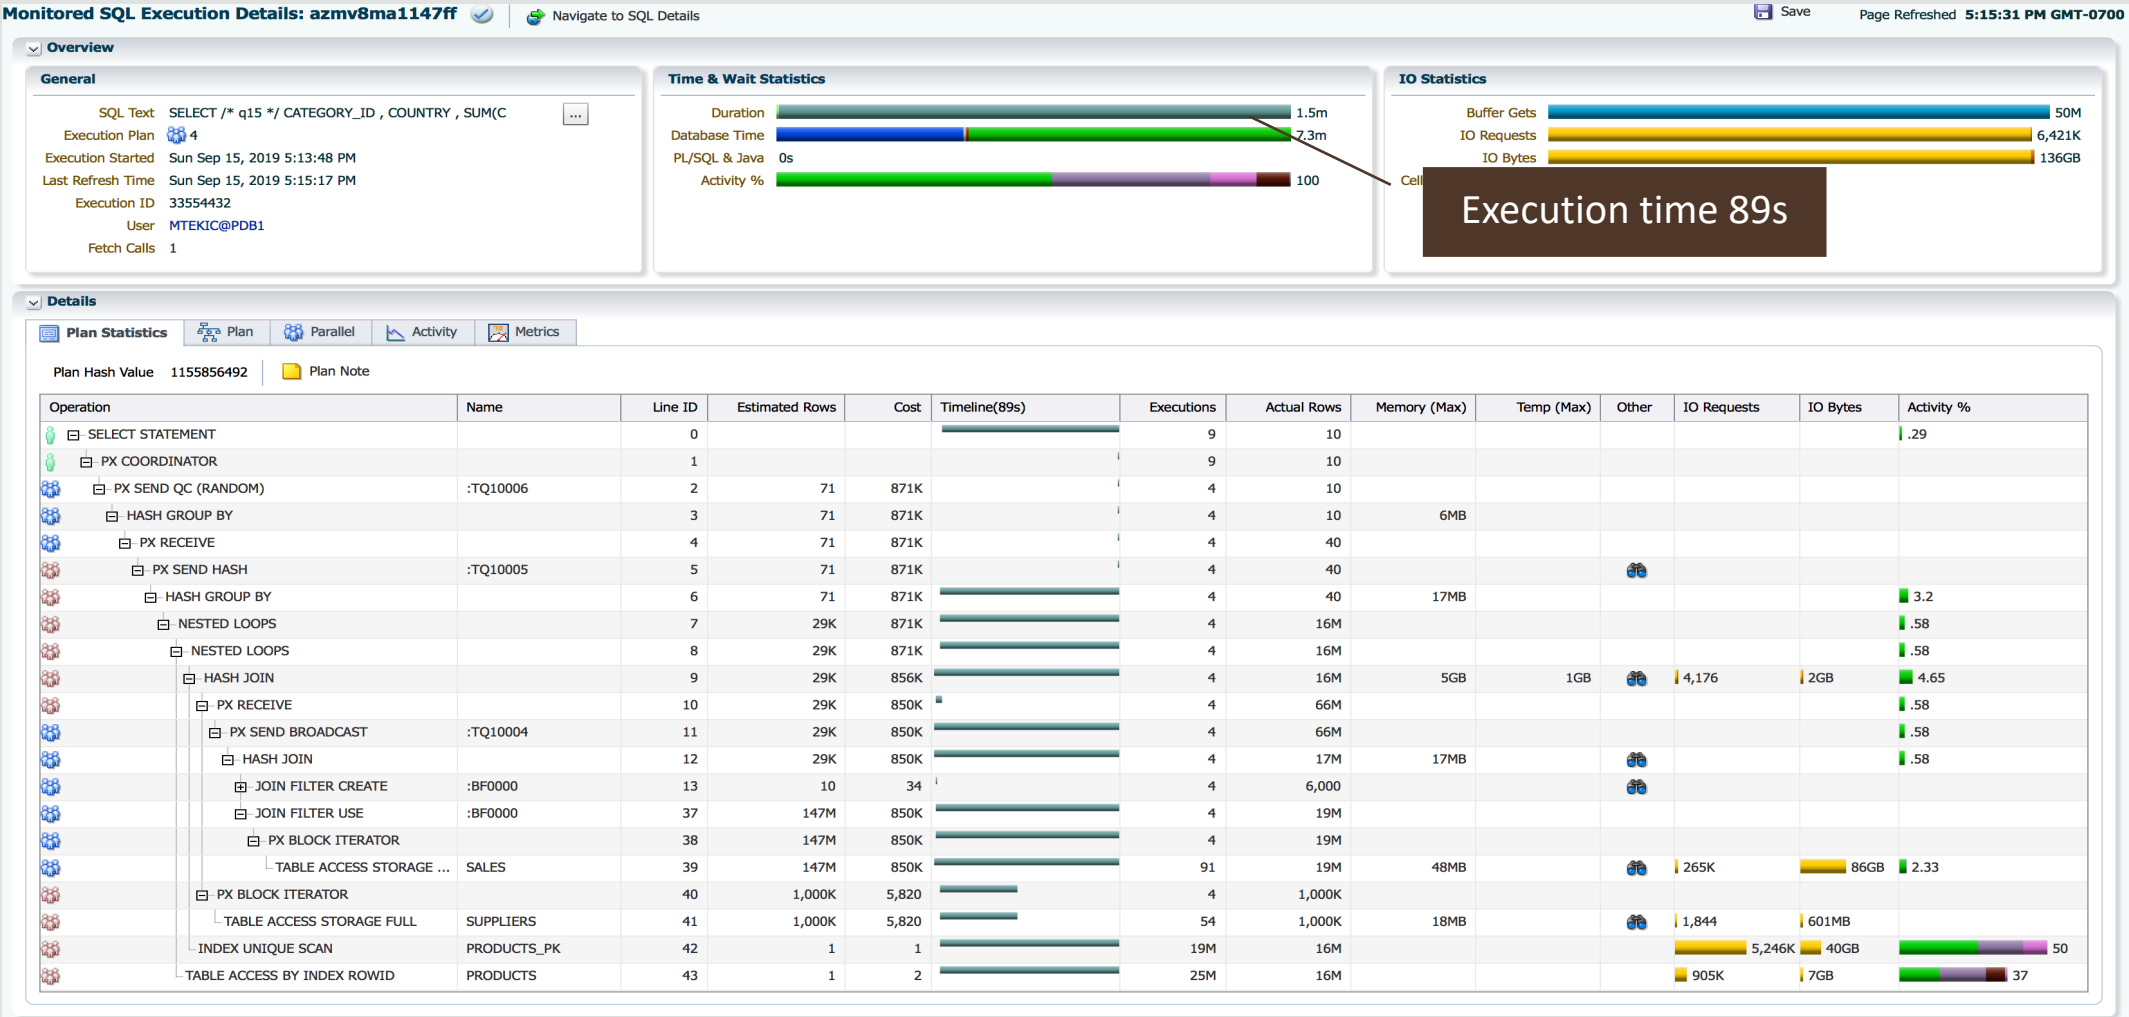 Monitored SQL Execution Details: azmv8ma1147ff Navigate to SQL Details Save Page Refreshed 5:15:31 PM GMT-0700
Overview
General
SQL Text SELECT /* q15 */ CATEGORY_ID , COUNTRY , SUM(C ...
Execution Plan 4
Execution Started Sun Sep 15, 2019 5:13:48 PM
Last Refresh Time Sun Sep 15, 2019 5:15:17 PM
Execution ID 33554432
User MTEKIC@PDB1
Fetch Calls 1
Time & Wait Statistics
Duration 1.5m
Database Time 7.3m
PL/SQL & Java 0s
Activity % 100
IO Statistics
Buffer Gets 50M
IO Requests 6,421K
IO Bytes 136GB
Cell
Execution time 89s
Details
Plan Statistics Plan Parallel Activity Metrics
Plan Hash Value 1155856492 Plan Note
Operation Name Line ID Estimated Rows Cost Timeline(89s) Executions Actual Rows Memory (Max) Temp (Max) Other IO Requests IO Bytes Activity %
SELECT STATEMENT 0 9 10 .29
PX COORDINATOR 1 9 10
PX SEND QC (RANDOM) :TQ10006 2 71 871K 4 10
HASH GROUP BY 3 71 871K 4 10 6MB
PX RECEIVE 4 71 871K 4 40
PX SEND HASH :TQ10005 5 71 871K 4 40
HASH GROUP BY 6 71 871K 4 40 17MB 3.2
NESTED LOOPS 7 29K 871K 4 16M .58
NESTED LOOPS 8 29K 871K 4 16M .58
HASH JOIN 9 29K 856K 4 16M 5GB 1GB 4,176 2GB 4.65
PX RECEIVE 10 29K 850K 4 66M .58
PX SEND BROADCAST :TQ10004 11 29K 850K 4 66M .58
HASH JOIN 12 29K 850K 4 17M 17MB .58
JOIN FILTER CREATE :BF0000 13 10 34 4 6,000
JOIN FILTER USE :BF0000 37 147M 850K 4 19M
PX BLOCK ITERATOR 38 147M 850K 4 19M
TABLE ACCESS STORAGE ... SALES 39 147M 850K 91 19M 48MB 265K 86GB 2.33
PX BLOCK ITERATOR 40 1,000K 5,820 4 1,000K
TABLE ACCESS STORAGE FULL SUPPLIERS 41 1,000K 5,820 54 1,000K 18MB 1,844 601MB
INDEX UNIQUE SCAN PRODUCTS_PK 42 1 1 19M 16M 5,246K 40GB 50
TABLE ACCESS BY INDEX ROWID PRODUCTS 43 1 2 25M 16M 905K 7GB 37